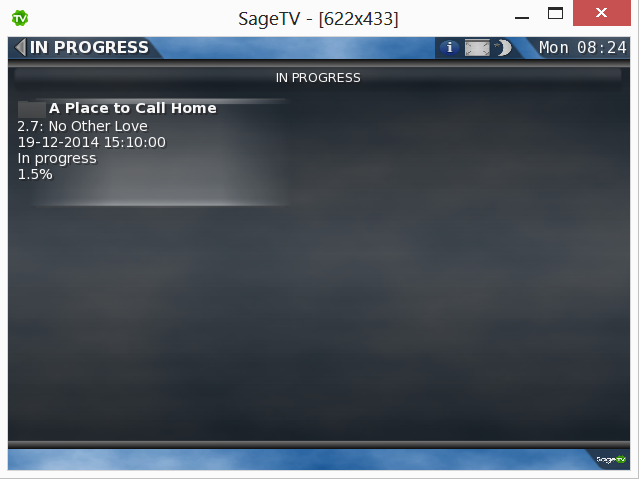 SageTV - [622x433]
IN PROGRESS
Mon 08:24
IN PROGRESS
A Place to Call Home
2.7: No Other Love
19-12-2014 15:10:00
In progress
1.5%
SageTV